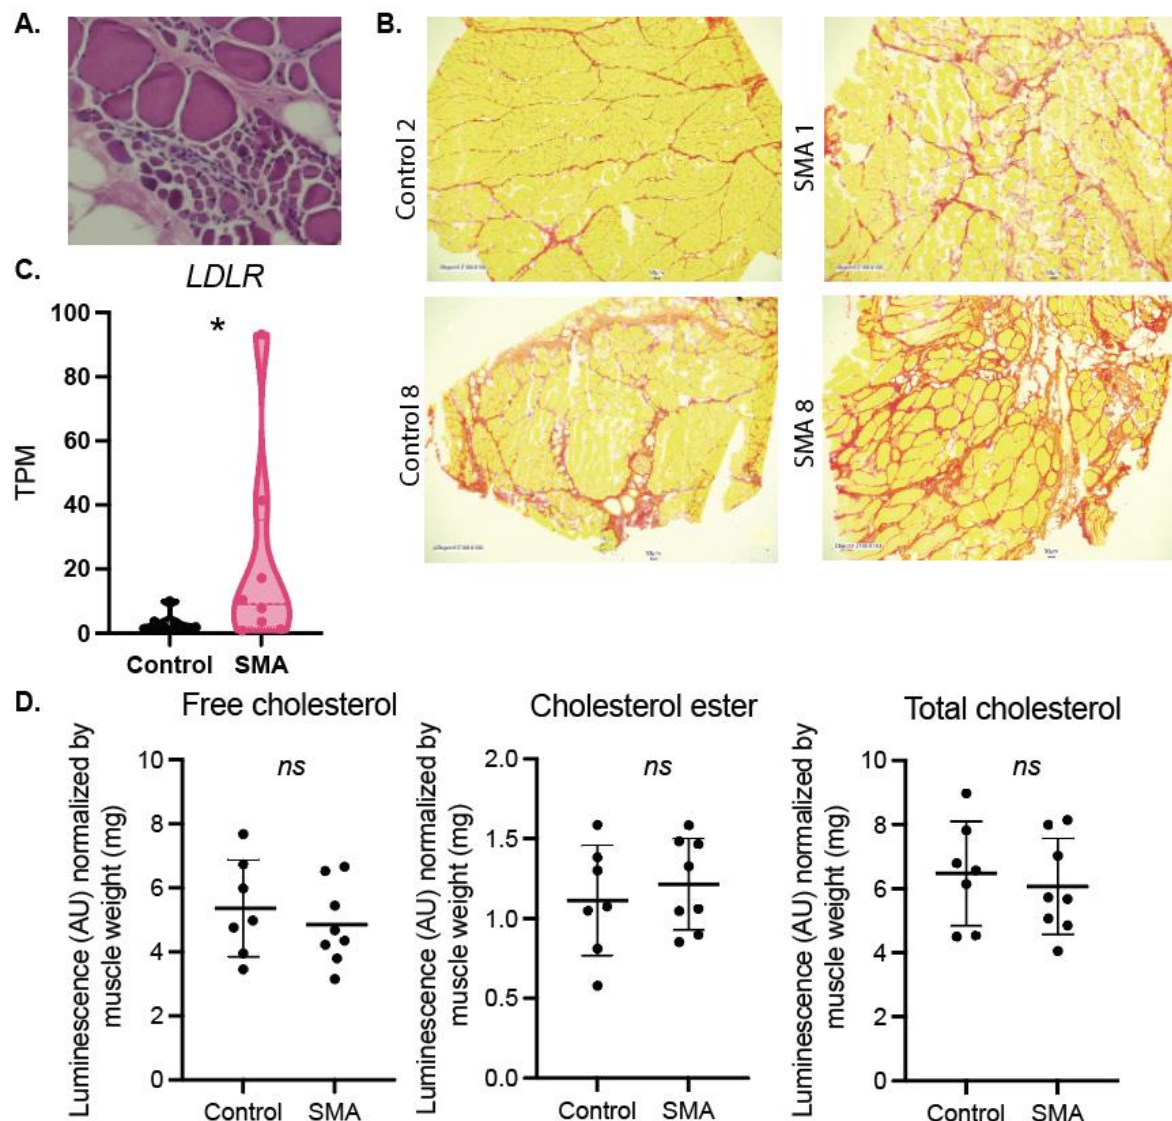 A.
B.
Control 2
SMA 1
Control 8
SMA 8
50µm
C.
LDLR
*
TPM
100
80
60
40
20
0
Control
SMA
D.
Free cholesterol
ns
Luminescence (AU) normalized by
muscle weight (mg)
10
8
6
4
2
0
Control
SMA
Cholesterol ester
ns
Luminescence (AU) normalized by
muscle weight (mg)
2.0
1.5
1.0
0.5
0.0
Control
SMA
Total cholesterol
ns
Luminescence (AU) normalized by
muscle weight (mg)
10
8
6
4
2
0
Control
SMA